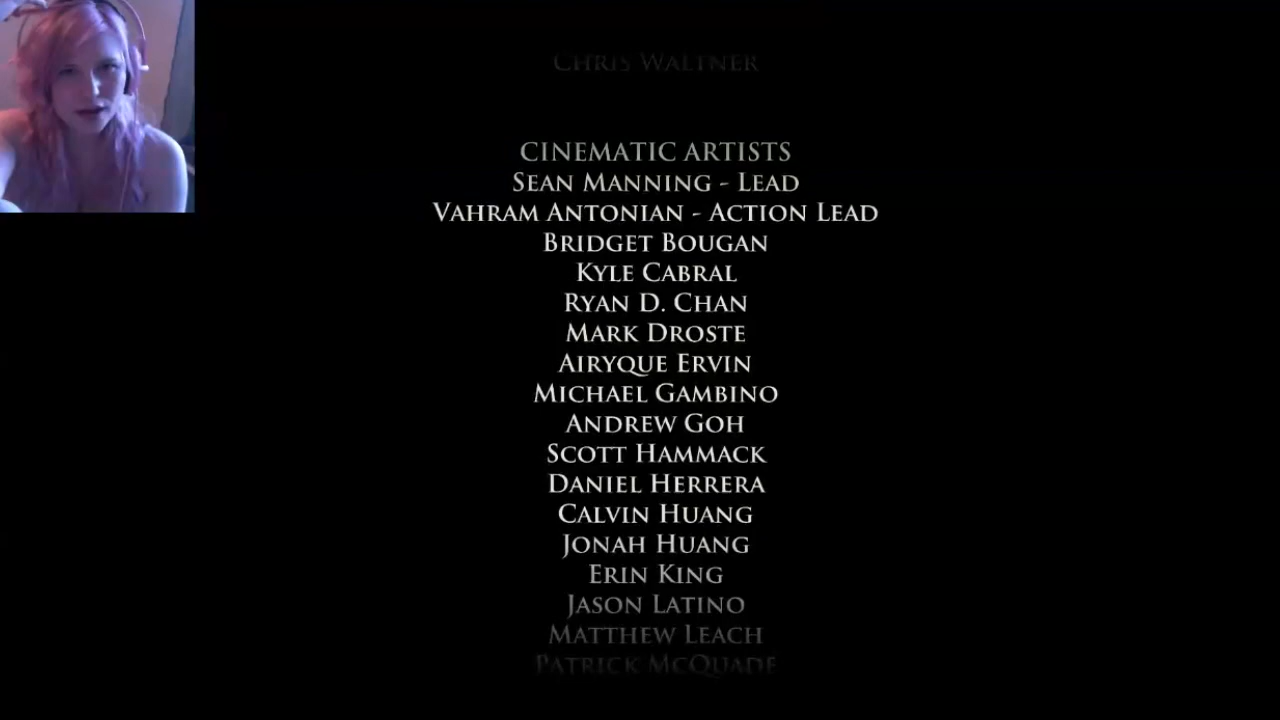 CHRIS WALTNER
CINEMATIC ARTISTS
SEAN MANNING - LEAD
VAHRAM ANTONIAN - ACTION LEAD
BRIDGET BOUGAN
KYLE CABRAL
RYAN D. CHAN
MARK DROSTE
AIRYQUE ERVIN
MICHAEL GAMBINO
ANDREW GOH
SCOTT HAMMACK
DANIEL HERRERA
CALVIN HUANG
JONAH HUANG
ERIN KING
JASON LATINO
MATTHEW LEACH
PATRICK MCQUADE